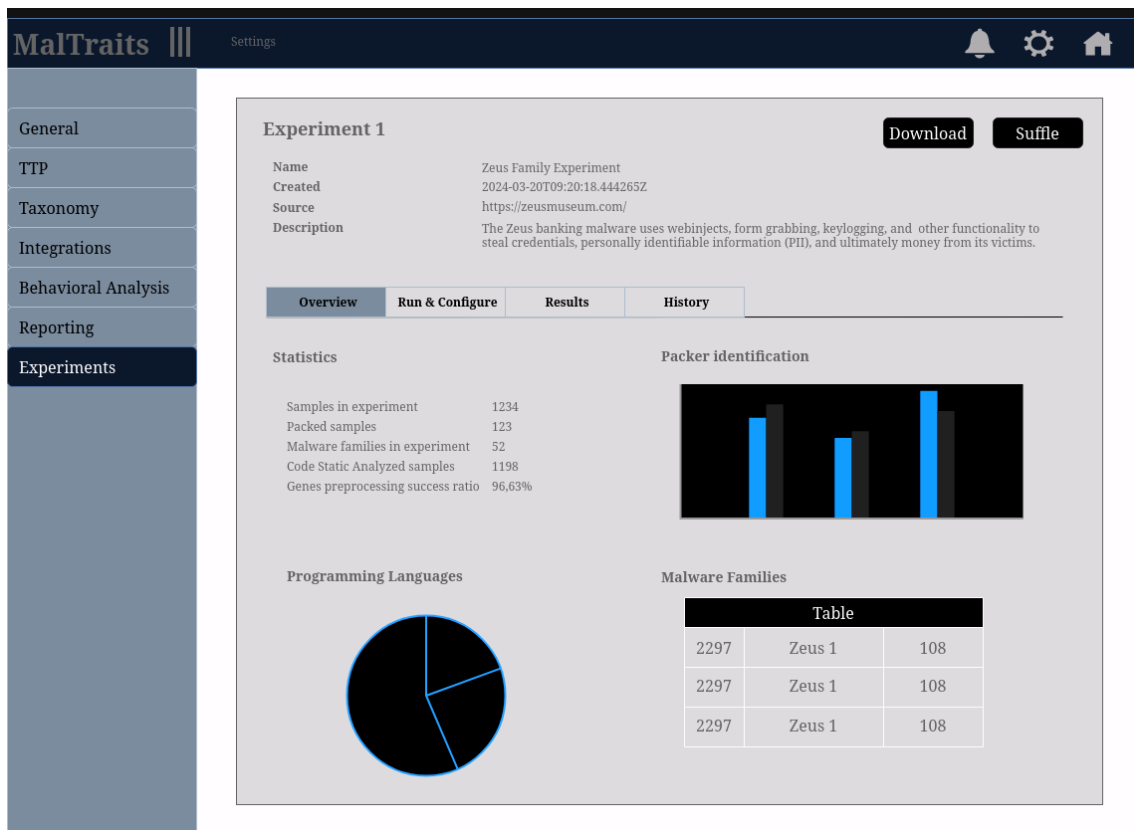 MalTraits
Settings
General
TTP
Taxonomy
Integrations
Behavioral Analysis
Reporting
Experiments
Experiment 1
Download
Suffle
Name Zeus Family Experiment
Created 2024-03-20T09:20:18.444265Z
Source https://zeusmuseum.com/
Description The Zeus banking malware uses webinjects, form grabbing, keylogging, and other functionality to
steal credentials, personally identifiable information (PII), and ultimately money from its victims.
Overview Run & Configure Results History
Statistics
Samples in experiment 1234
Packed samples 123
Malware families in experiment 52
Code Static Analyzed samples 1198
Genes preprocessing success ratio 96,63%
Packer identification
Programming Languages
Malware Families
Table
2297 Zeus 1 108
2297 Zeus 1 108
2297 Zeus 1 108